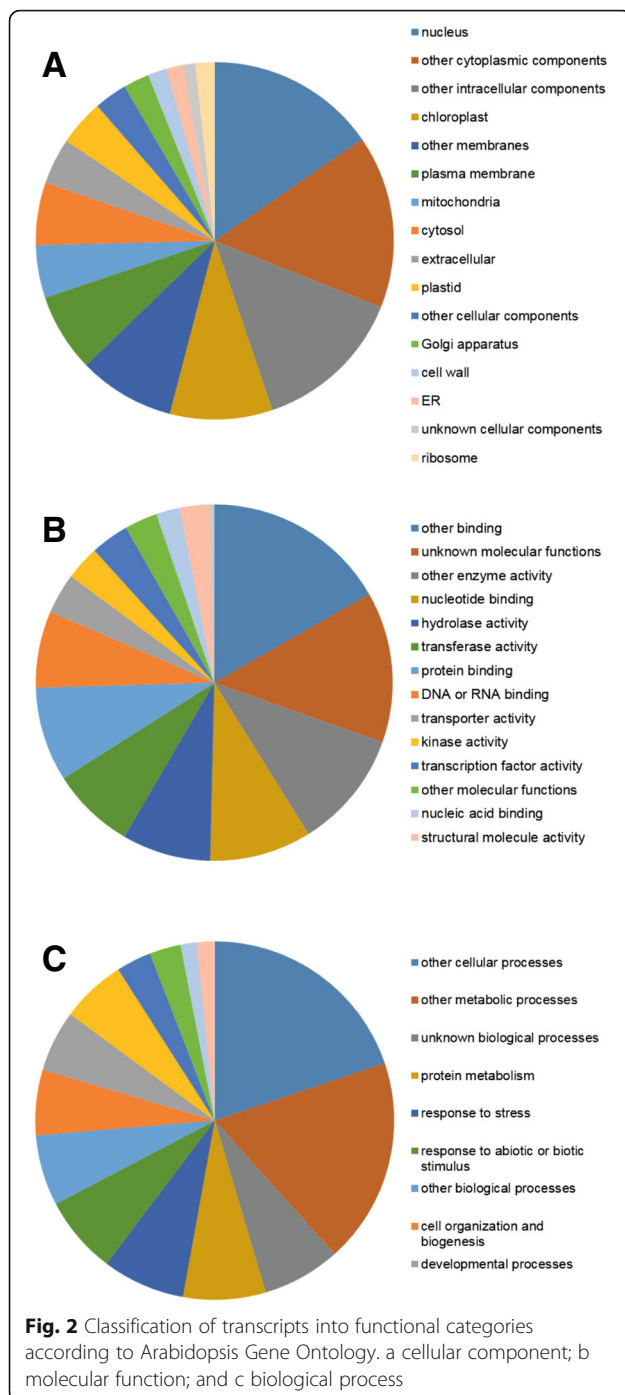 A
nucleus
other cytoplasmic components
other intracellular components
chloroplast
other membranes
plasma membrane
mitochondria
cytosol
extracellular
plastid
other cellular components
Golgi apparatus
cell wall
ER
unknown cellular components
ribosome
B
other binding
unknown molecular functions
other enzyme activity
nucleotide binding
hydrolase activity
transferase activity
protein binding
DNA or RNA binding
transporter activity
kinase activity
transcription factor activity
other molecular functions
nucleic acid binding
structural molecule activity
C
other cellular processes
other metabolic processes
unknown biological processes
protein metabolism
response to stress
response to abiotic or biotic
stimulus
other biological processes
cell organization and
biogenesis
developmental processes
Fig. 2 Classification of transcripts into functional categories
according to Arabidopsis Gene Ontology. a cellular component; b
molecular function; and c biological process